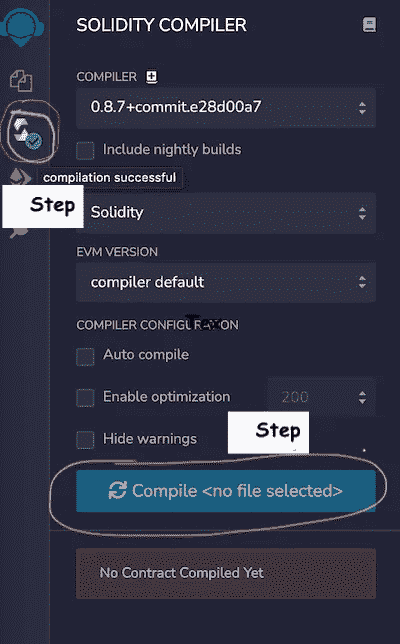 SOLIDITY COMPILER
COMPILER
0.8.7+commit.e28d00a7
Include nightly builds
compilation successful
Step
Solidity
EVM VERSION
compiler default
COMPILER CONFIGURATION
Tex
Auto compile
Enable optimization
200
Hide warnings
Step
Compile <no file selected>
No Contract Compiled Yet